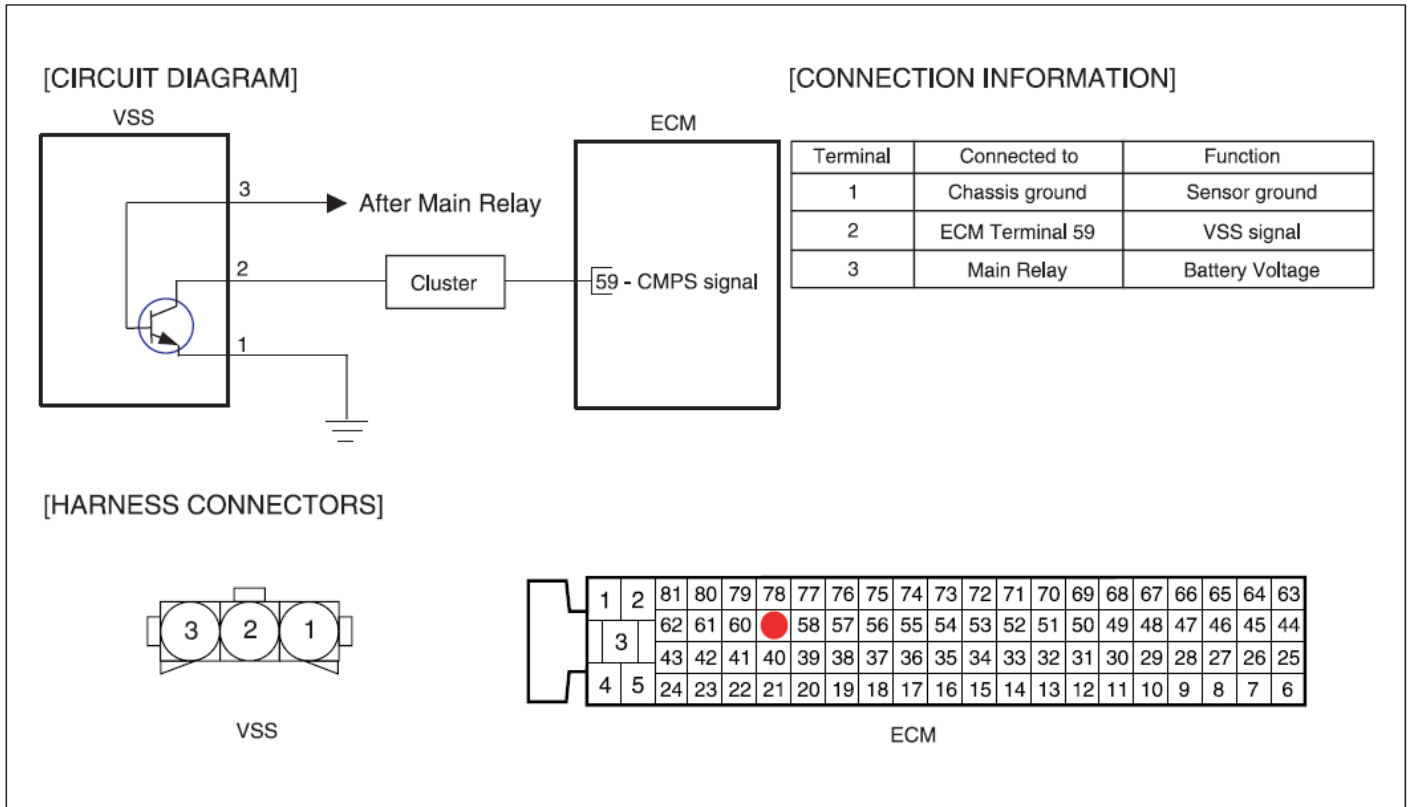 [CIRCUIT DIAGRAM]
[CONNECTION INFORMATION]
VSS
ECM
3
After Main Relay
2
Cluster
59 - CMPS signal
1
Terminal Connected to Function
1 Chassis ground Sensor ground
2 ECM Terminal 59 VSS signal
3 Main Relay Battery Voltage
[HARNESS CONNECTORS]
3 2 1
VSS
1 2 81 80 79 78 77 76 75 74 73 72 71 70 69 68 67 66 65 64 63
3 62 61 60 58 57 56 55 54 53 52 51 50 49 48 47 46 45 44
43 42 41 40 39 38 37 36 35 34 33 32 31 30 29 28 27 26 25
4 5 24 23 22 21 20 19 18 17 16 15 14 13 12 11 10 9 8 7 6
ECM